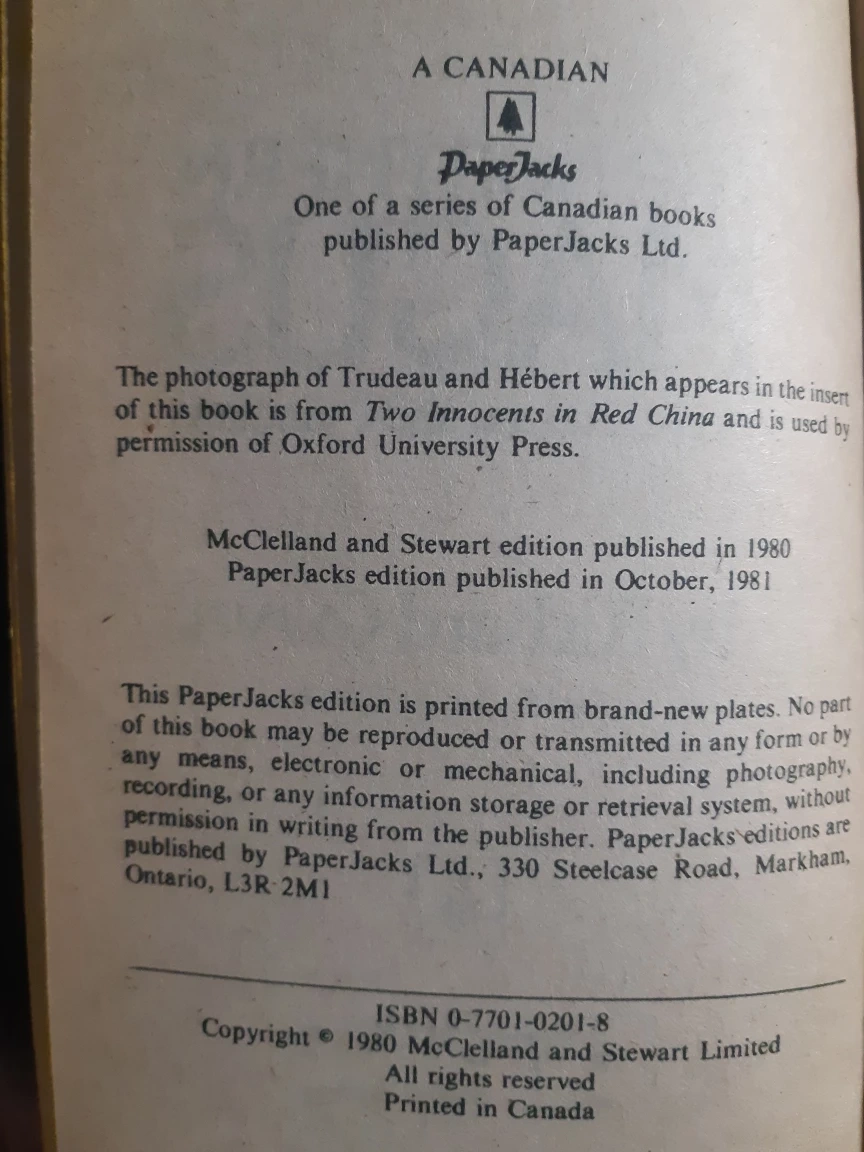 A CANADIAN
PaperJacks
One of a series of Canadian books
published by PaperJacks Ltd.
The photograph of Trudeau and Hébert which appears in the insert
of this book is from Two Innocents in Red China and is used by
permission of Oxford University Press.
McClelland and Stewart edition published in 1980
PaperJacks edition published in October, 1981
This PaperJacks edition is printed from brand-new plates. No part
of this book may be reproduced or transmitted in any form or by
any means, electronic or mechanical, including photography,
recording, or any information storage or retrieval system, without
permission in writing from the publisher. PaperJacks editions are
published by PaperJacks Ltd., 330 Steelcase Road, Markham,
Ontario, L3R 2M1
ISBN 0-7701-0201-8
Copyright © 1980 McClelland and Stewart Limited
All rights reserved
Printed in Canada